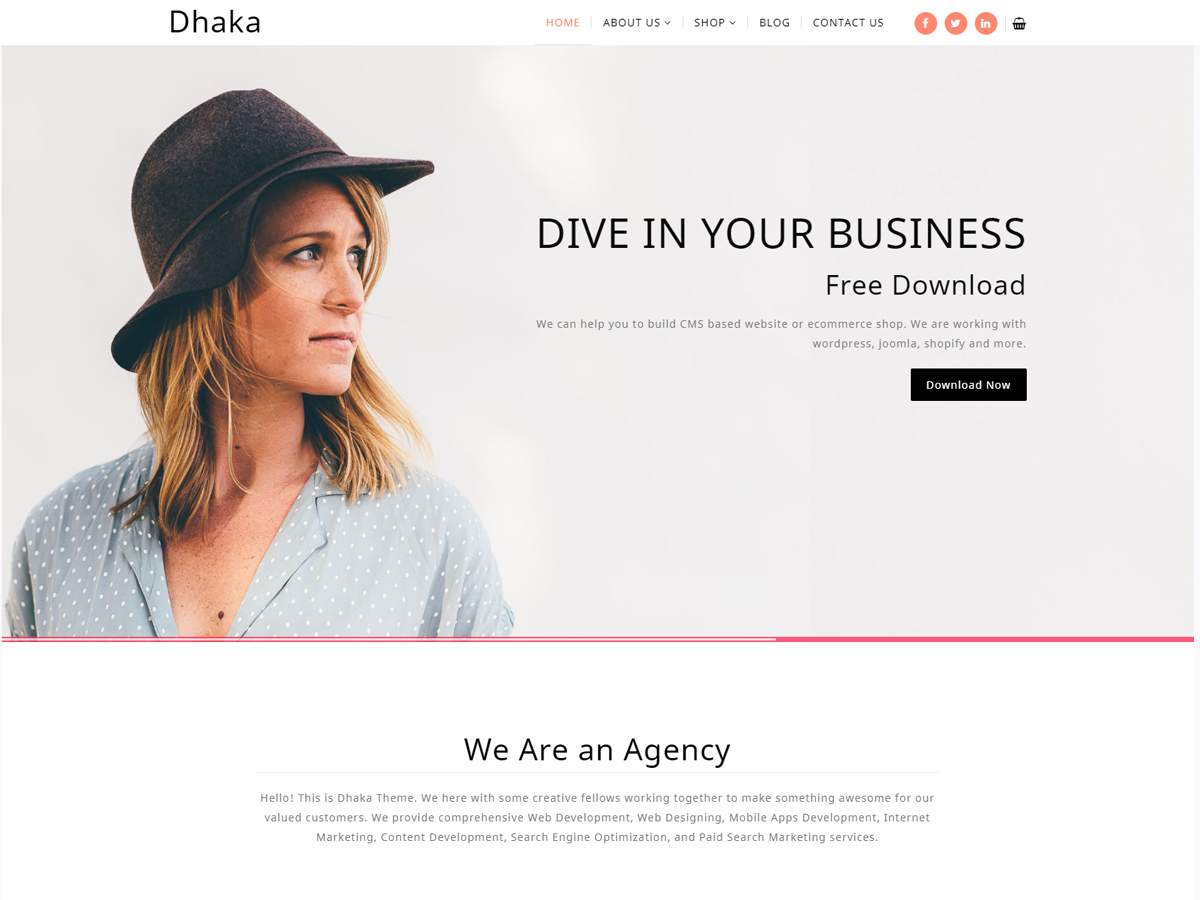 Dhaka
HOME ABOUT US SHOP BLOG CONTACT US
DIVE IN YOUR BUSINESS
Free Download
We can help you to build CMS based website or ecommerce shop. We are working with
wordpress, joomla, shopify and more.
Download Now
We Are an Agency
Hello! This is Dhaka Theme. We here with some creative fellows working together to make something awesome for our
valued customers. We provide comprehensive Web Development, Web Designing, Mobile Apps Development, Internet
Marketing, Content Development, Search Engine Optimization, and Paid Search Marketing services.